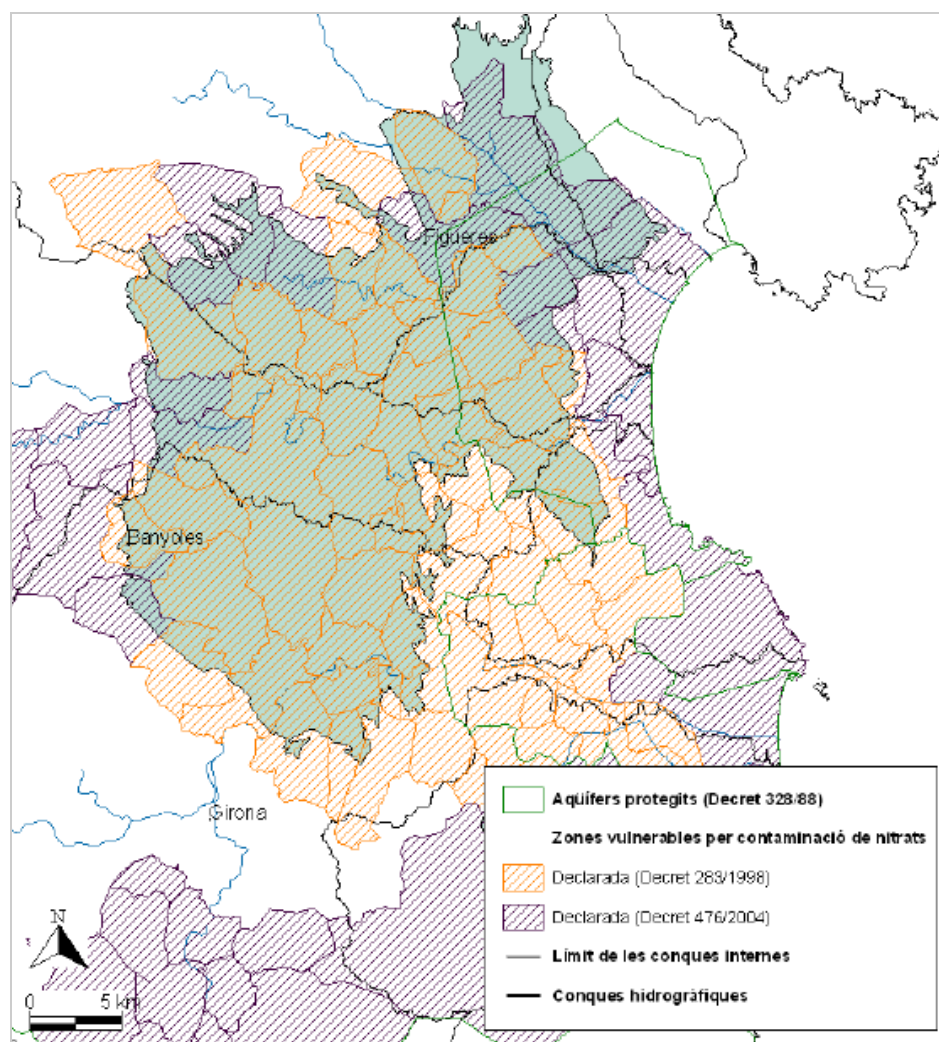 Figueres
Banyoles
Girona
N
0 5 km
Aqüífers protegits (Decret 328/88)
Zones vulnerables per contaminació de nitrats
Declarada (Decret 283/1998)
Declarada (Decret 476/2004)
Límit de les conques internes
Conques hidrogràfiques